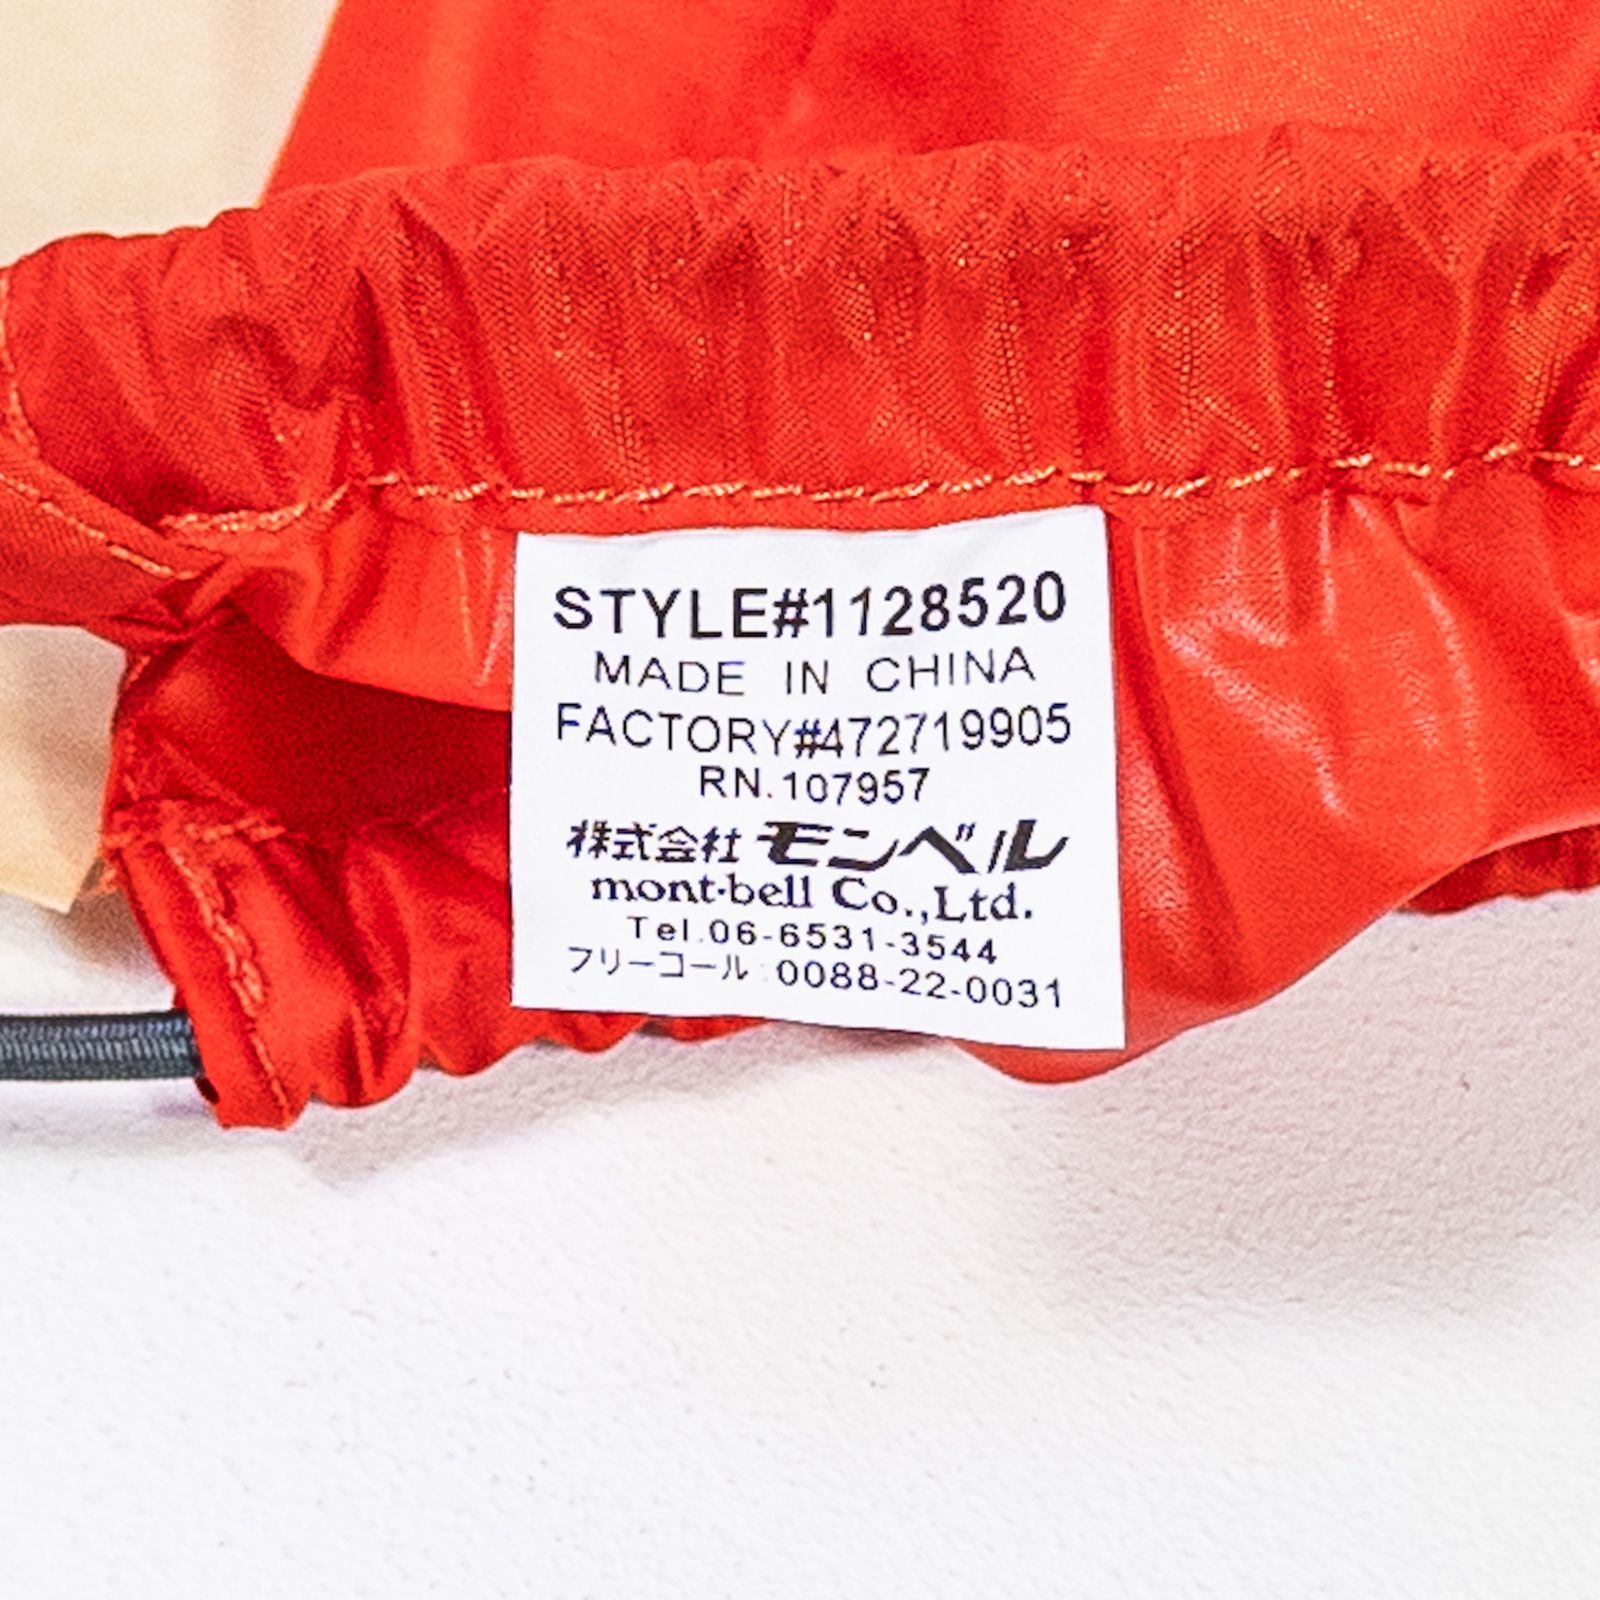 STYLE#1128520
MADE IN CHINA
FACTORY#472719905
RN.107957
株式会社 モンベル
mont-bell Co.,Ltd.
Tel.06-6531-3544
フリーコール:0088-22-0031